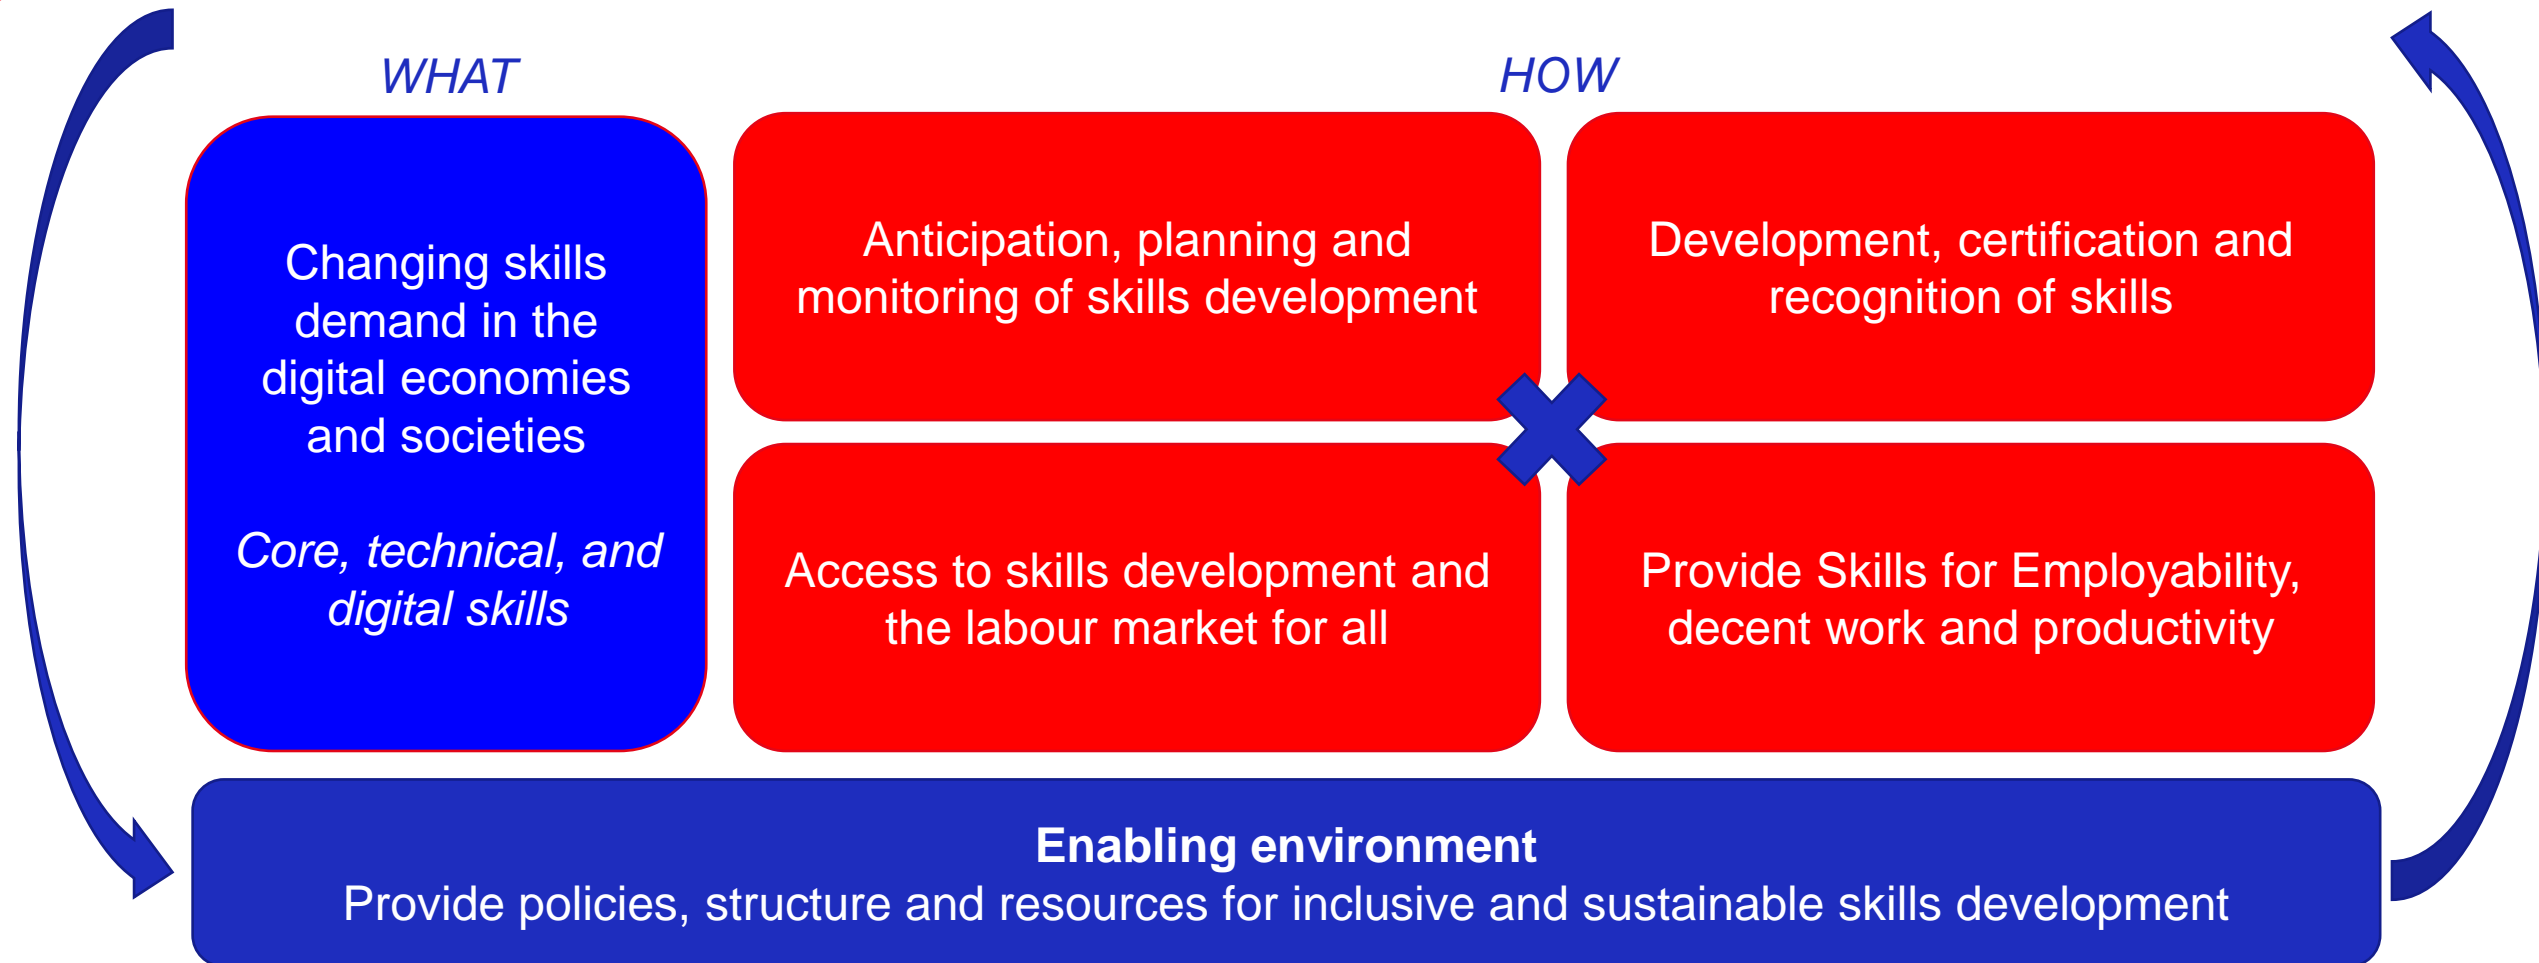 WHAT
HOW
Changing skills
demand in the
digital economies
and societies
Core, technical, and
digital skills
Anticipation, planning and
monitoring of skills development
Development, certification and
recognition of skills
Access to skills development and
the labour market for all
Provide Skills for Employability,
decent work and productivity
Enabling environment
Provide policies, structure and resources for inclusive and sustainable skills development